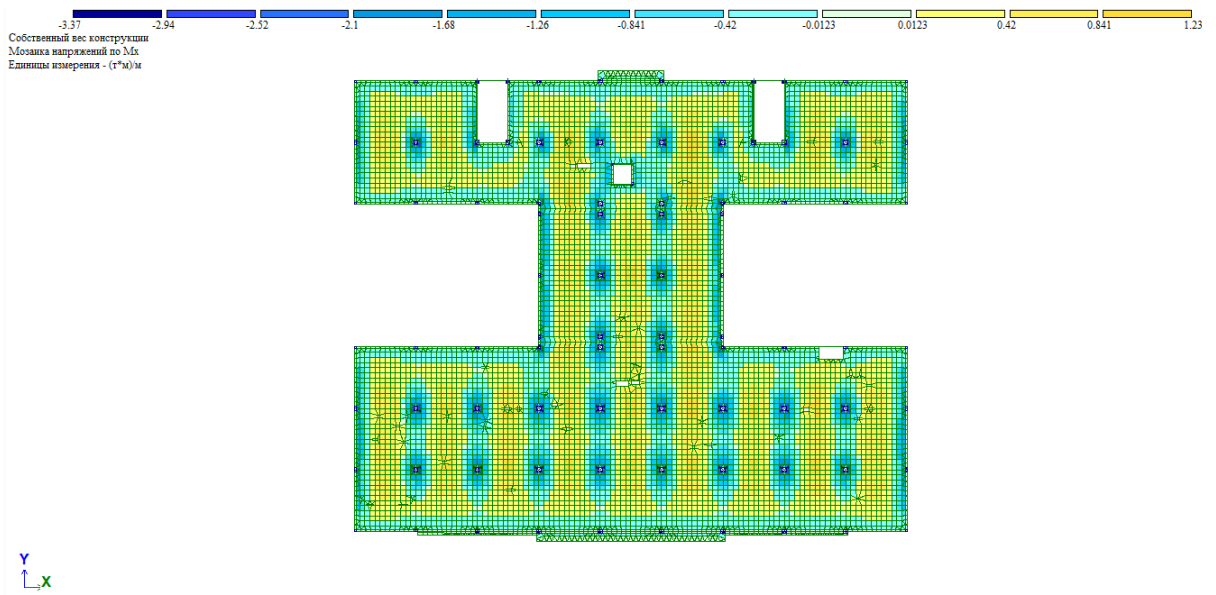 -3.37 -2.94 -2.52 -2.1 -1.68 -1.26 -0.841 -0.42 -0.0123 0.0123 0.42 0.841 1.23
Собственный вес конструкции
Мозаика напряжений по Mx
Единицы измерения - (т*м)/м
Y
X